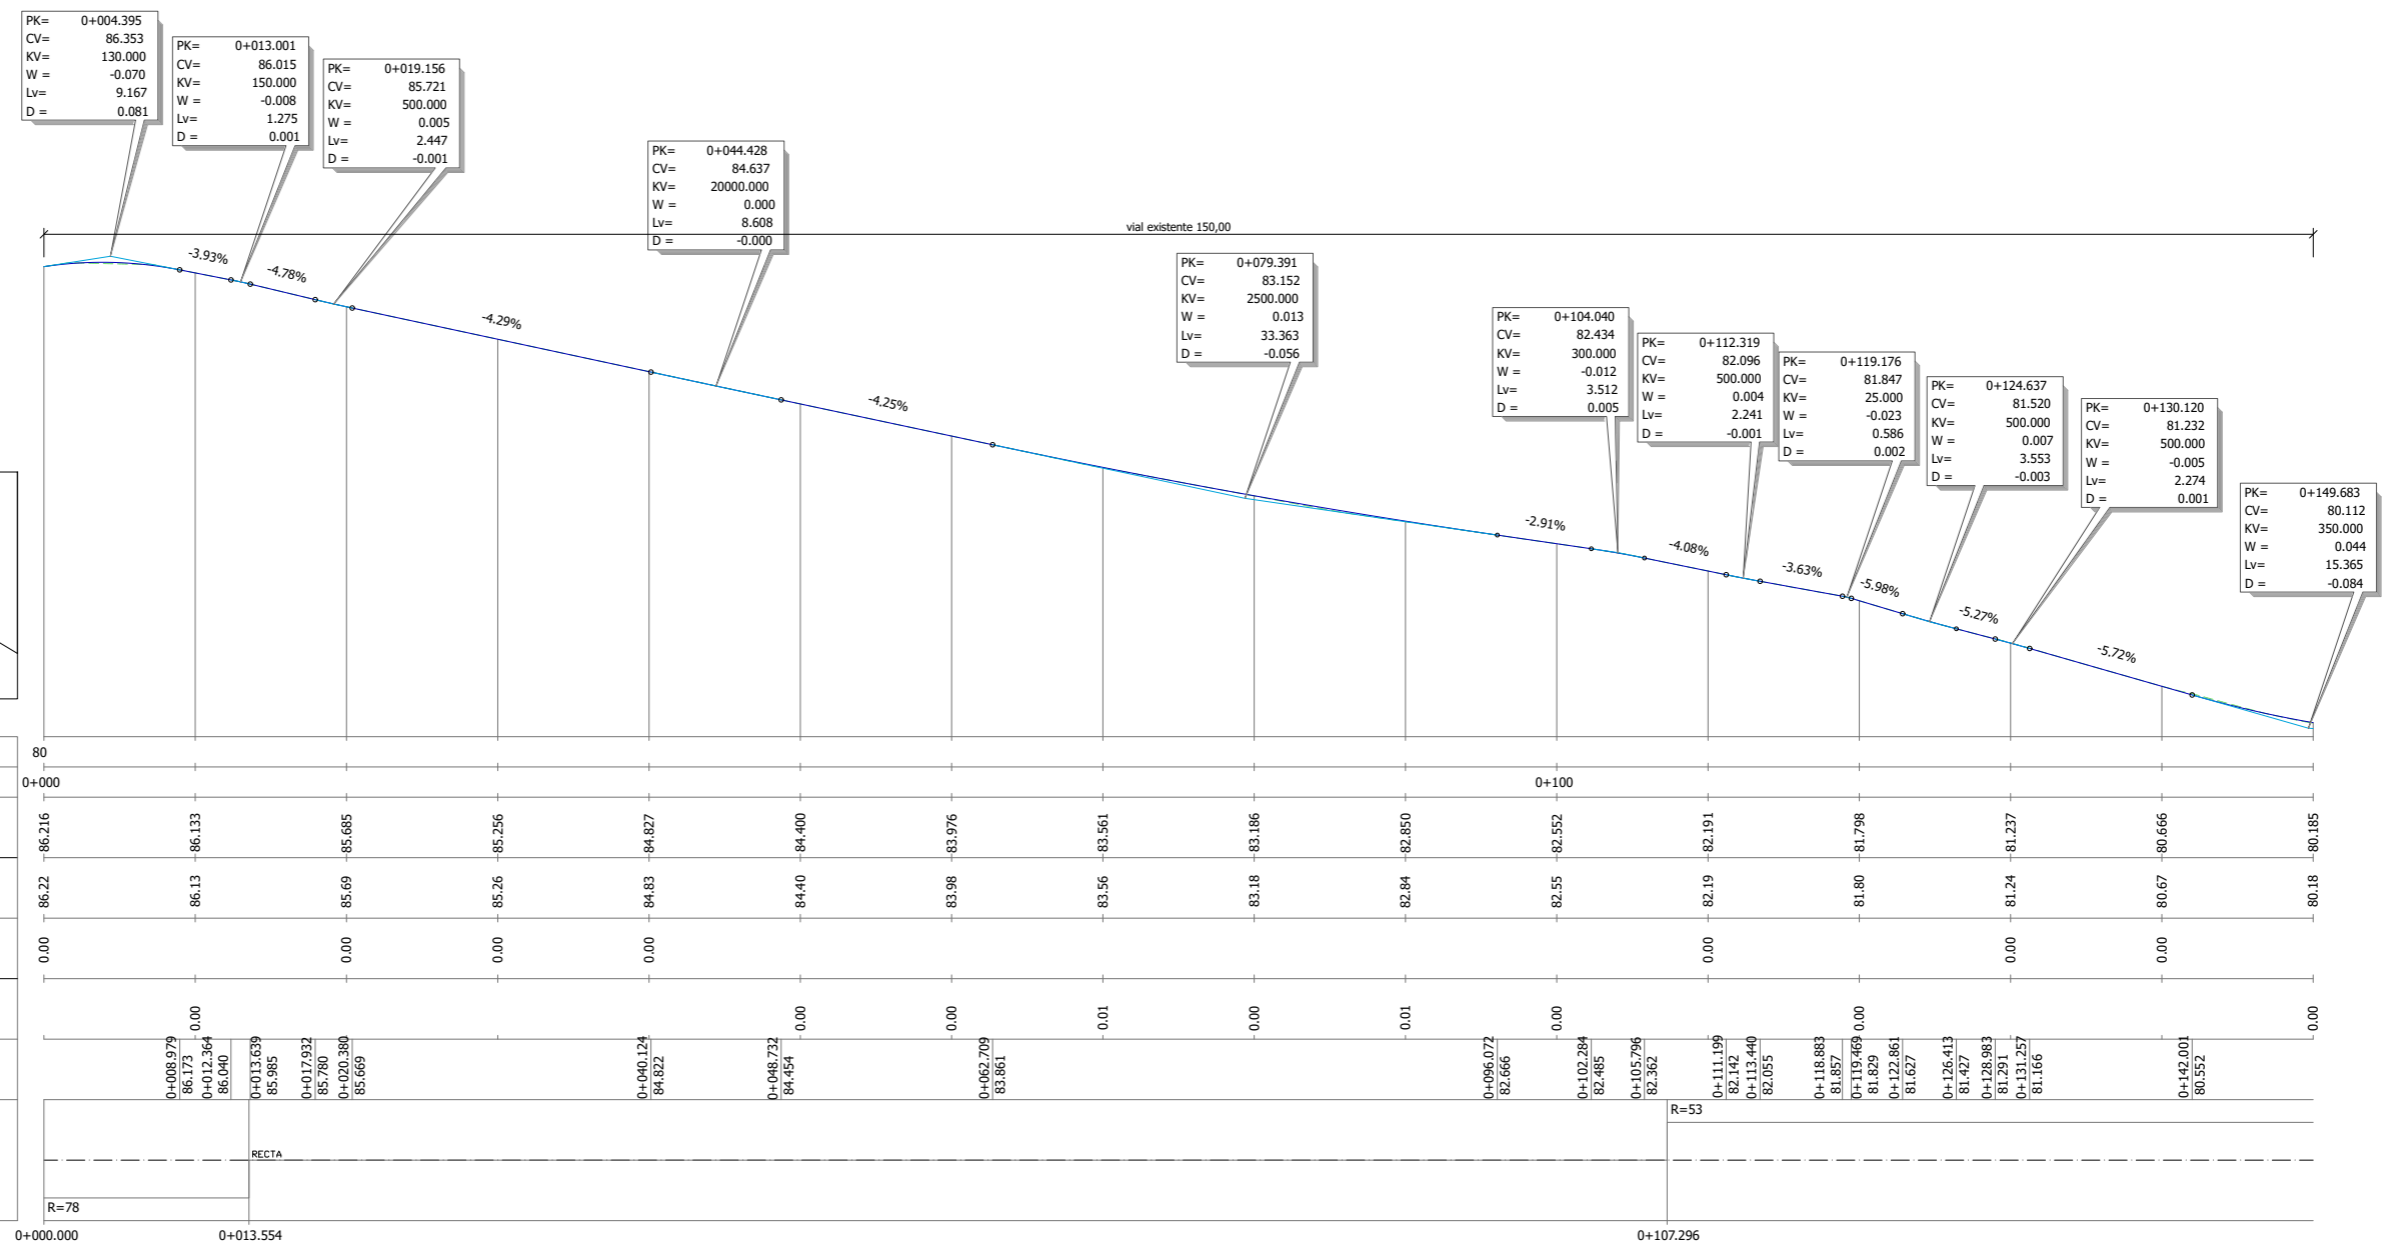 PK= 0+004.395
CV= 86.353
KV= 130.000
W = -0.070
Lv= 9.167
D = 0.081
PK= 0+013.001
CV= 86.015
KV= 150.000
W = -0.008
Lv= 1.275
D = 0.001
PK= 0+019.156
CV= 85.721
KV= 500.000
W = 0.005
Lv= 2.447
D = -0.001
PK= 0+044.428
CV= 84.637
KV= 20000.000
W = 0.000
Lv= 8.608
D = -0.000
vial existente 150,00
PK= 0+079.391
CV= 83.152
KV= 2500.000
W = 0.013
Lv= 33.363
D = -0.056
PK= 0+104.040
CV= 82.434
KV= 300.000
W = -0.012
Lv= 3.512
D = 0.005
PK= 0+112.319
CV= 82.096
KV= 500.000
W = 0.004
Lv= 2.241
D = -0.001
PK= 0+119.176
CV= 81.847
KV= 25.000
W = -0.023
Lv= 0.586
D = 0.002
PK= 0+124.637
CV= 81.520
KV= 500.000
W = 0.007
Lv= 3.553
D = -0.003
PK= 0+130.120
CV= 81.232
KV= 500.000
W = -0.005
Lv= 2.274
D = 0.001
PK= 0+149.683
CV= 80.112
KV= 350.000
W = 0.044
Lv= 15.365
D = -0.084
-3.93%
-4.78%
-4.29%
-4.25%
-2.91%
-4.08%
-3.63%
-5.98%
-5.27%
-5.72%
80
0+000 0+100
86.216 86.133 85.685 85.256 84.827 84.400 83.976 83.561 83.186 82.850 82.552 82.191 81.798 81.237 80.666 80.185
86.22 86.13 85.69 85.26 84.83 84.40 83.98 83.56 83.18 82.84 82.55 82.19 81.80 81.24 80.67 80.18
0.00 0.00 0.00 0.00 0.00 0.00 0.00
0.00 0.00 0.00 0.01 0.00 0.01 0.00 0.00 0.00
0+008.979
86.173
0+012.364
86.040
0+013.639
85.985
0+017.932
85.780
0+020.380
85.669
0+040.124
84.822
0+048.732
84.454
0+062.709
83.861
0+096.072
82.666
0+102.284
82.485
0+105.796
82.362
0+111.199
82.142
0+113.440
82.055
0+118.883
81.857
0+119.469
81.829
0+122.861
81.627
0+126.413
81.427
0+128.983
81.291
0+131.257
81.166
0+142.001
80.552
R=53
RECTA
R=78
0+000.000 0+013.554 0+107.296